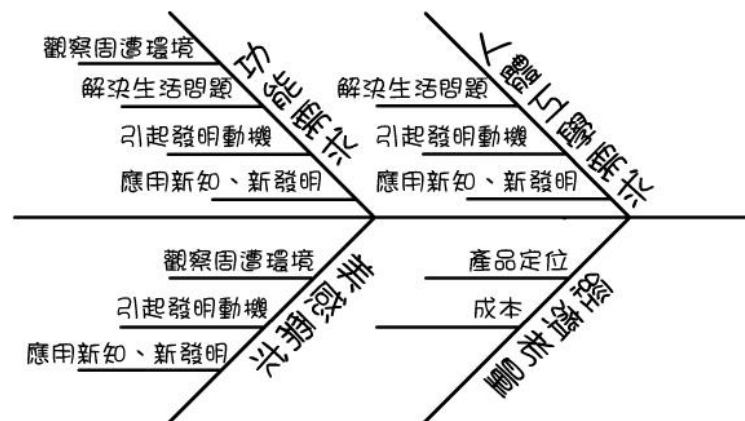 功能需求
觀察周遭環境
解決生活問題
引起發明動機
應用新知、新發明
人體工學需求
解決生活問題
引起發明動機
應用新知、新發明
美感需求
觀察周遭環境
引起發明動機
應用新知、新發明
經濟考量
產品定位
成本